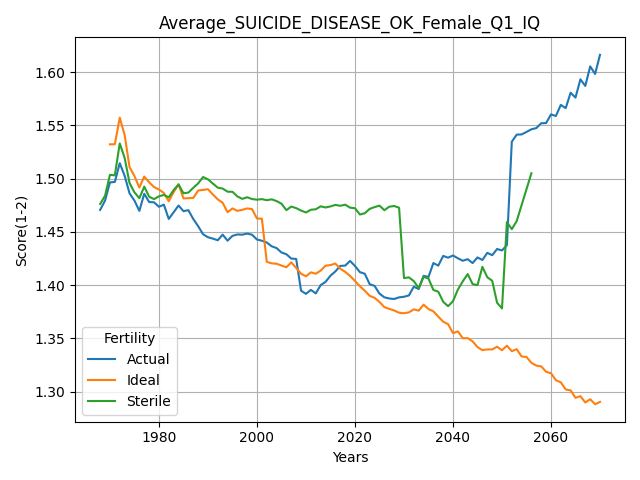 Average_SUICIDE_DISEASE_OK_Female_Q1_IQ
1.60
1.55
1.50
1.45
1.40
1.35
1.30
Score(1-2)
Fertility
Actual
Ideal
Sterile
1980
2000
2020
2040
2060
Years